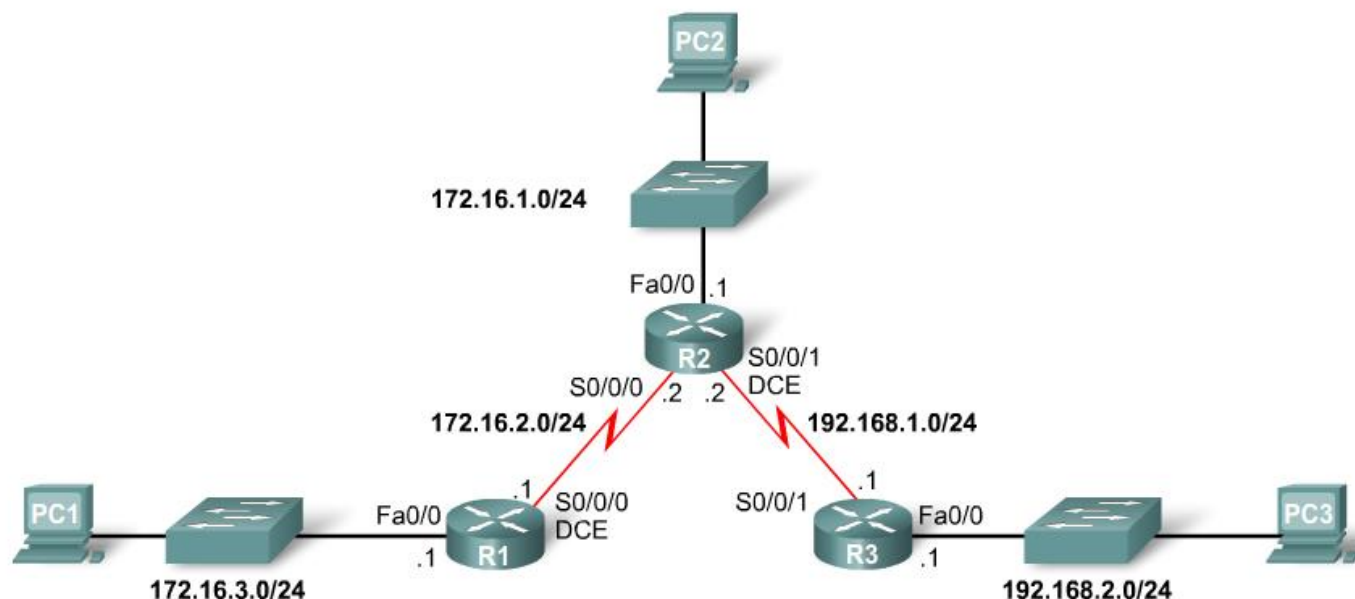 PC2
172.16.1.0/24
Fa0/0 .1
R2
S0/0/1
DCE
S0/0/0 .2 .2
172.16.2.0/24
192.168.1.0/24
.1
S0/0/0
DCE
.1
S0/0/1
PC1
Fa0/0
.1
R1
172.16.3.0/24
R3
Fa0/0
.1
PC3
192.168.2.0/24